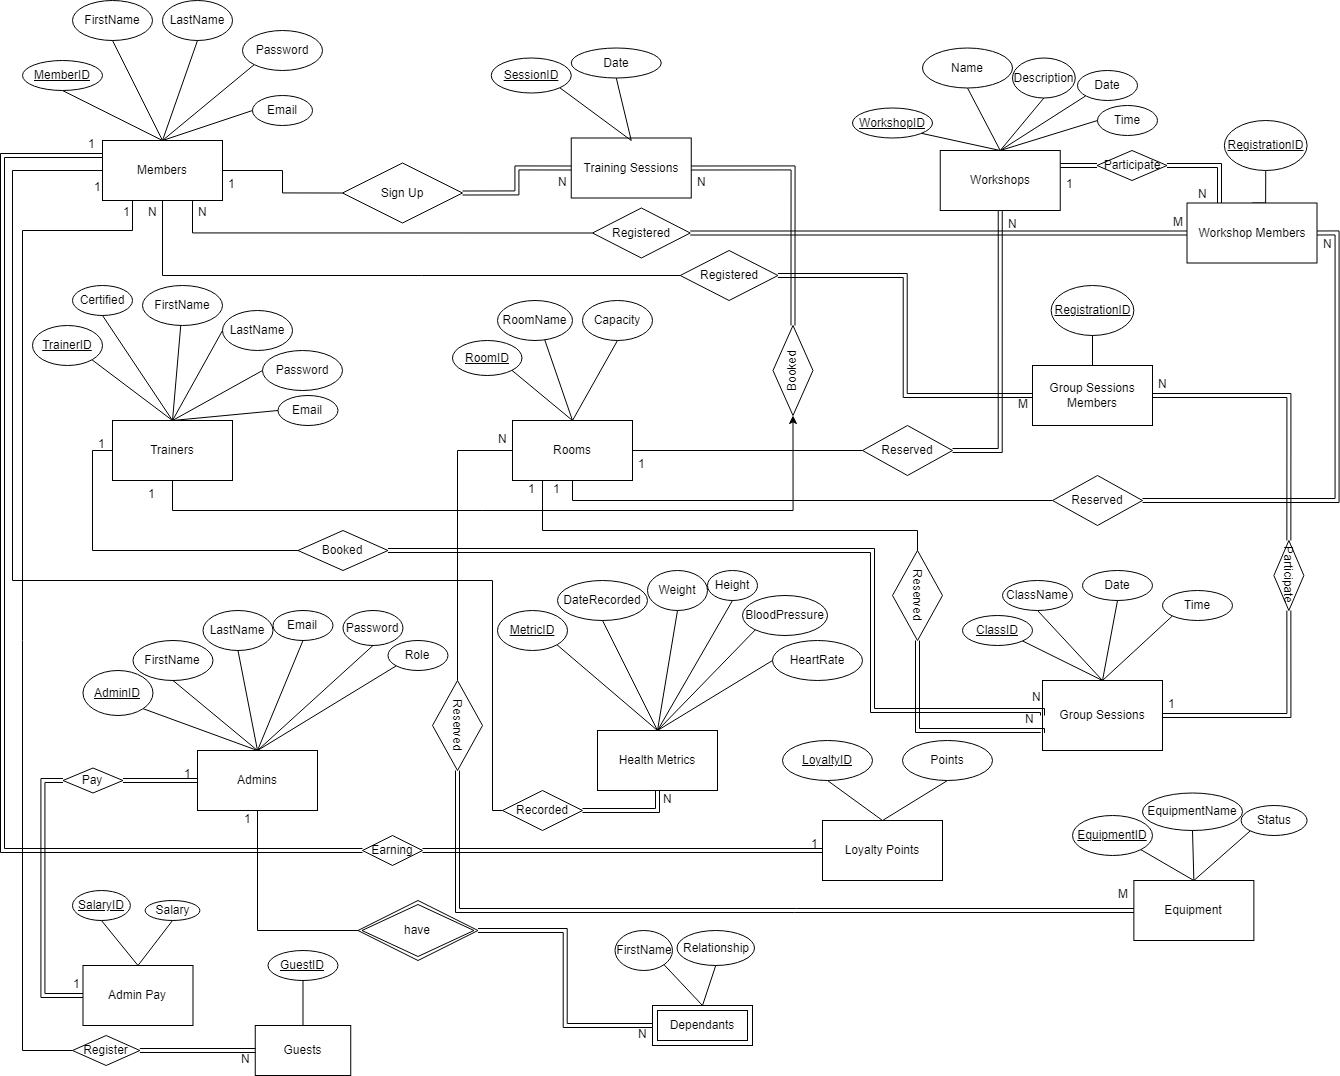 FirstName
LastName
Password
MemberID
Email
1
Members
1
1
1
N
N
Sign Up
SessionID
Date
Training Sessions
N
N
Name
Description
Date
WorkshopID
Time
Workshops
1
N
Participate
RegistrationID
N
M
Workshop Members
N
Registered
Registered
Certified
FirstName
LastName
TrainerID
Password
Email
Trainers
1
1
RoomName
Capacity
RoomID
N
Rooms
1
1
1
Booked
RegistrationID
Group Sessions
Members
N
M
Reserved
Reserved
Booked
Reserved
Participate
ClassName
Date
Time
ClassID
N
N
Group Sessions
1
DateRecorded
Weight
Height
BloodPressure
MetricID
HeartRate
Health Metrics
N
Recorded
Reserved
LastName
Email
Password
FirstName
Role
AdminID
Admins
1
1
Pay
Earning
LoyaltyID
Points
1
Loyalty Points
EquipmentName
Status
EquipmentID
M
Equipment
SalaryID
Salary
1
Admin Pay
have
FirstName
Relationship
Dependants
N
GuestID
Register
N
Guests